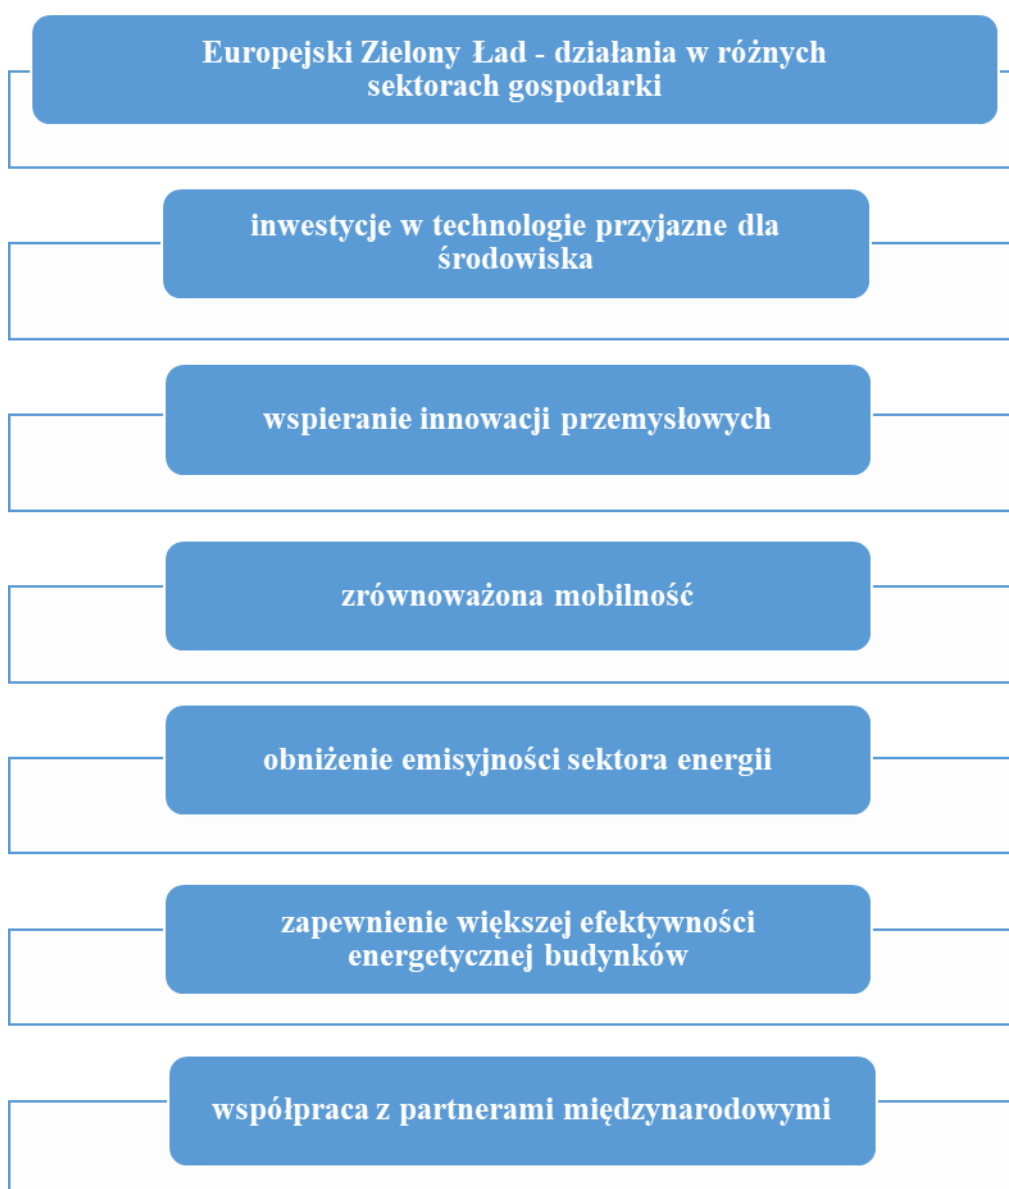 Europejski Zielony Ład - działania w różnych
sektorach gospodarki
inwestycje w technologie przyjazne dla
środowiska
wspieranie innowacji przemysłowych
zrównoważona mobilność
obniżenie emisyjności sektora energii
zapewnienie większej efektywności
energetycznej budynków
współpraca z partnerami międzynarodowymi